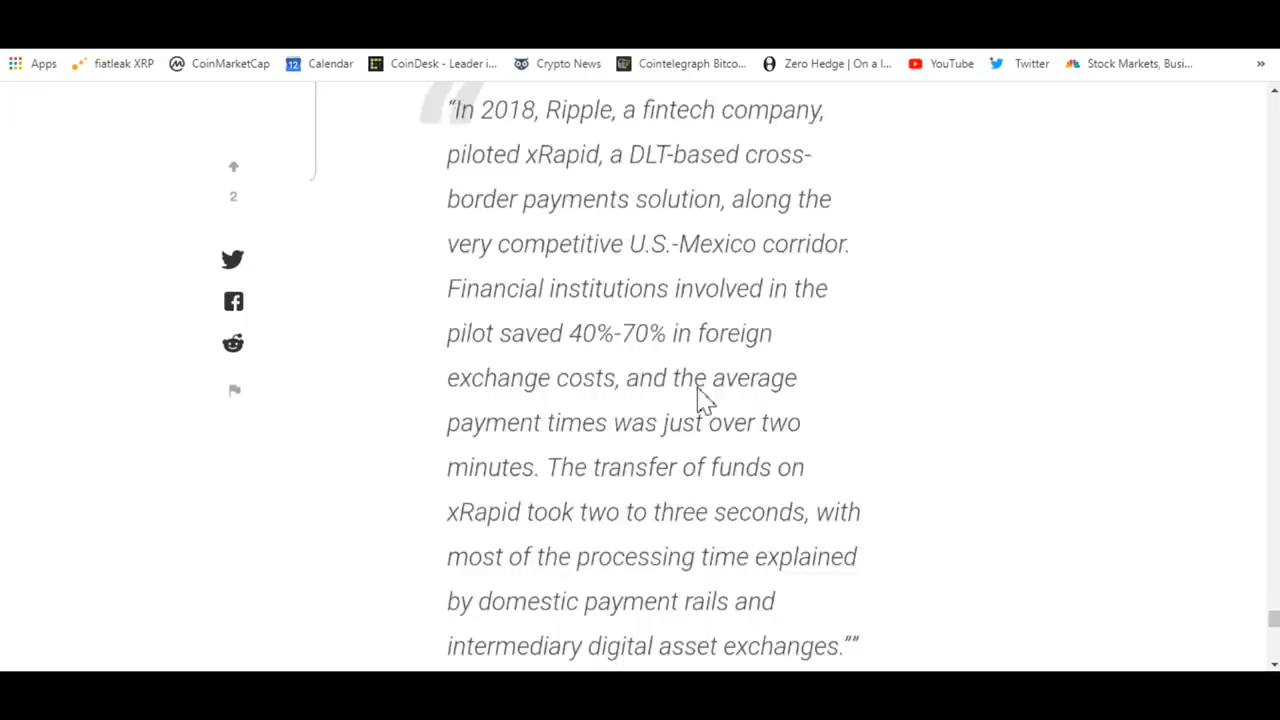 Apps fiatleak XRP CoinMarketCap 12 Calendar CoinDesk - Leader i... Crypto News Cointelegraph Bitco... Zero Hedge | On a l... YouTube Twitter Stock Markets, Busi... »
“In 2018, Ripple, a fintech company,
piloted xRapid, a DLT-based cross-
border payments solution, along the
very competitive U.S.-Mexico corridor.
Financial institutions involved in the
pilot saved 40%-70% in foreign
exchange costs, and the average
payment times was just over two
minutes. The transfer of funds on
xRapid took two to three seconds, with
most of the processing time explained
by domestic payment rails and
intermediary digital asset exchanges.””
2